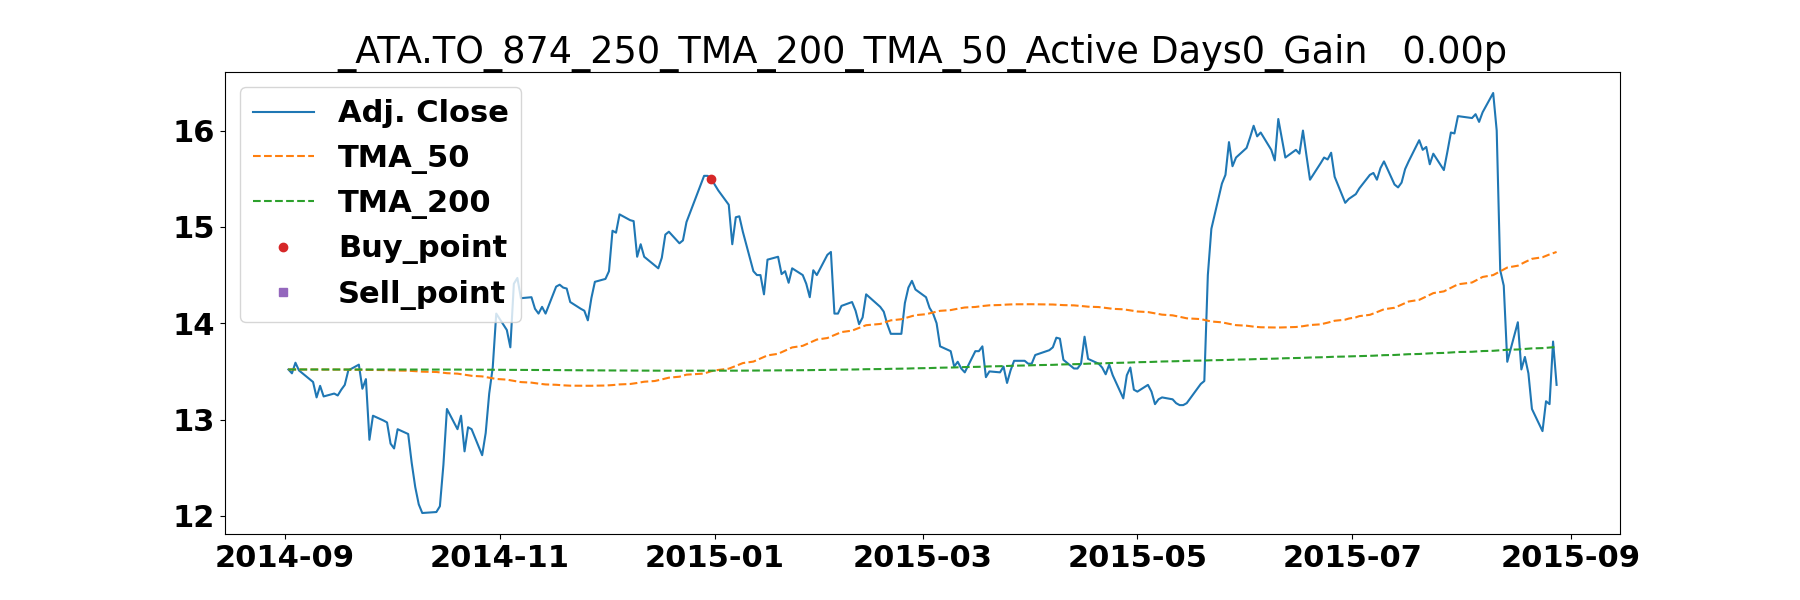 _ATA.TO_874_250_TMA_200_TMA_50_Active Days0_Gain   0.00p
Adj. Close
TMA_50
TMA_200
Buy_point
Sell_point
16
15
14
13
12
2014-09 2014-11 2015-01 2015-03 2015-05 2015-07 2015-09